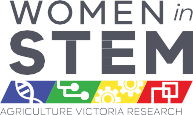 WOMEN in
STEM
AGRICULTURE VICTORIA RESEARCH